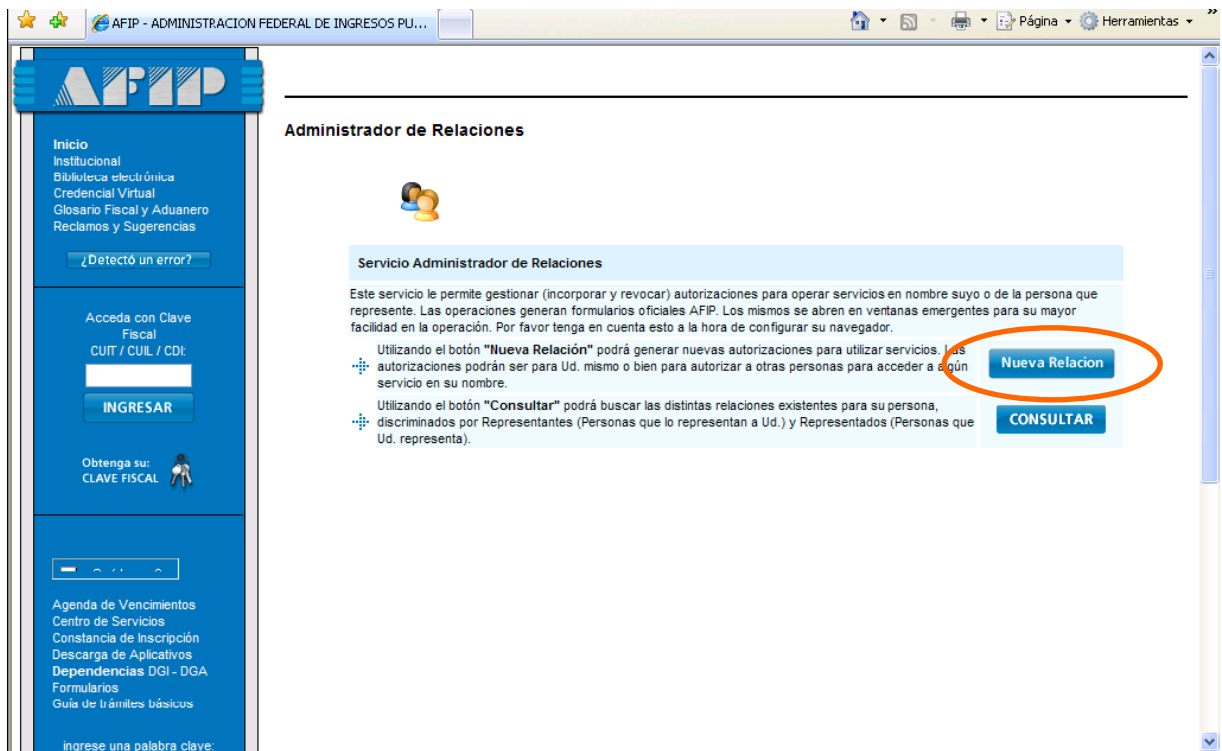 AFIP - ADMINISTRACION FEDERAL DE INGRESOS PU...
Página
Herramientas
»
AFIP
Inicio
Institucional
Biblioteca electrónica
Credencial Virtual
Glosario Fiscal y Aduanero
Reclamos y Sugerencias
¿Detectó un error?
Acceda con Clave
Fiscal
CUIT / CUIL / CDI:
INGRESAR
Obtenga su:
CLAVE FISCAL
Agenda de Vencimientos
Centro de Servicios
Constancia de Inscripción
Descarga de Aplicativos
Dependencias DGI - DGA
Formularios
Guía de trámites básicos
ingrese una palabra clave:
Administrador de Relaciones
Servicio Administrador de Relaciones
Este servicio le permite gestionar (incorporar y revocar) autorizaciones para operar servicios en nombre suyo o de la persona que
represente. Las operaciones generan formularios oficiales AFIP. Los mismos se abren en ventanas emergentes para su mayor
facilidad en la operación. Por favor tenga en cuenta esto a la hora de configurar su navegador.
Utilizando el botón "Nueva Relación" podrá generar nuevas autorizaciones para utilizar servicios. Las
autorizaciones podrán ser para Ud. mismo o bien para autorizar a otras personas para acceder a algún
servicio en su nombre.
Nueva Relacion
Utilizando el botón "Consultar" podrá buscar las distintas relaciones existentes para su persona,
discriminados por Representantes (Personas que lo representan a Ud.) y Representados (Personas que
Ud. representa).
CONSULTAR